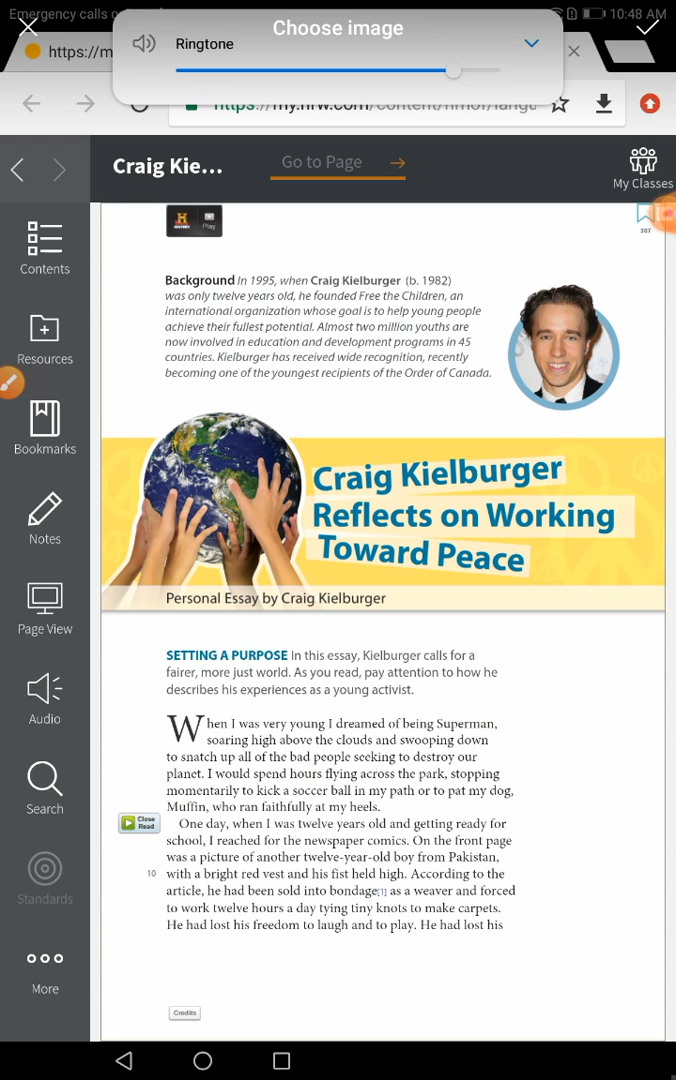 Emergency calls o
10:48 AM
Choose image
Ringtone
https://m
https://my.hrw.com/content/hmof/langu
Craig Kie...
Go to Page
My Classes
Contents
Resources
Bookmarks
Notes
Page View
Audio
Search
Standards
More
HISTORY
Play
307
Background In 1995, when Craig Kielburger (b. 1982)
was only twelve years old, he founded Free the Children, an
international organization whose goal is to help young people
achieve their fullest potential. Almost two million youths are
now involved in education and development programs in 45
countries. Kielburger has received wide recognition, recently
becoming one of the youngest recipients of the Order of Canada.
Craig Kielburger
Reflects on Working
Toward Peace
Personal Essay by Craig Kielburger
SETTING A PURPOSE In this essay, Kielburger calls for a
fairer, more just world. As you read, pay attention to how he
describes his experiences as a young activist.
When I was very young I dreamed of being Superman,
soaring high above the clouds and swooping down
to snatch up all of the bad people seeking to destroy our
planet. I would spend hours flying across the park, stopping
momentarily to kick a soccer ball in my path or to pat my dog,
Muffin, who ran faithfully at my heels.
Close
Read
One day, when I was twelve years old and getting ready for
school, I reached for the newspaper comics. On the front page
was a picture of another twelve-year-old boy from Pakistan,
10 with a bright red vest and his fist held high. According to the
article, he had been sold into bondage[1] as a weaver and forced
to work twelve hours a day tying tiny knots to make carpets.
He had lost his freedom to laugh and to play. He had lost his
Credits